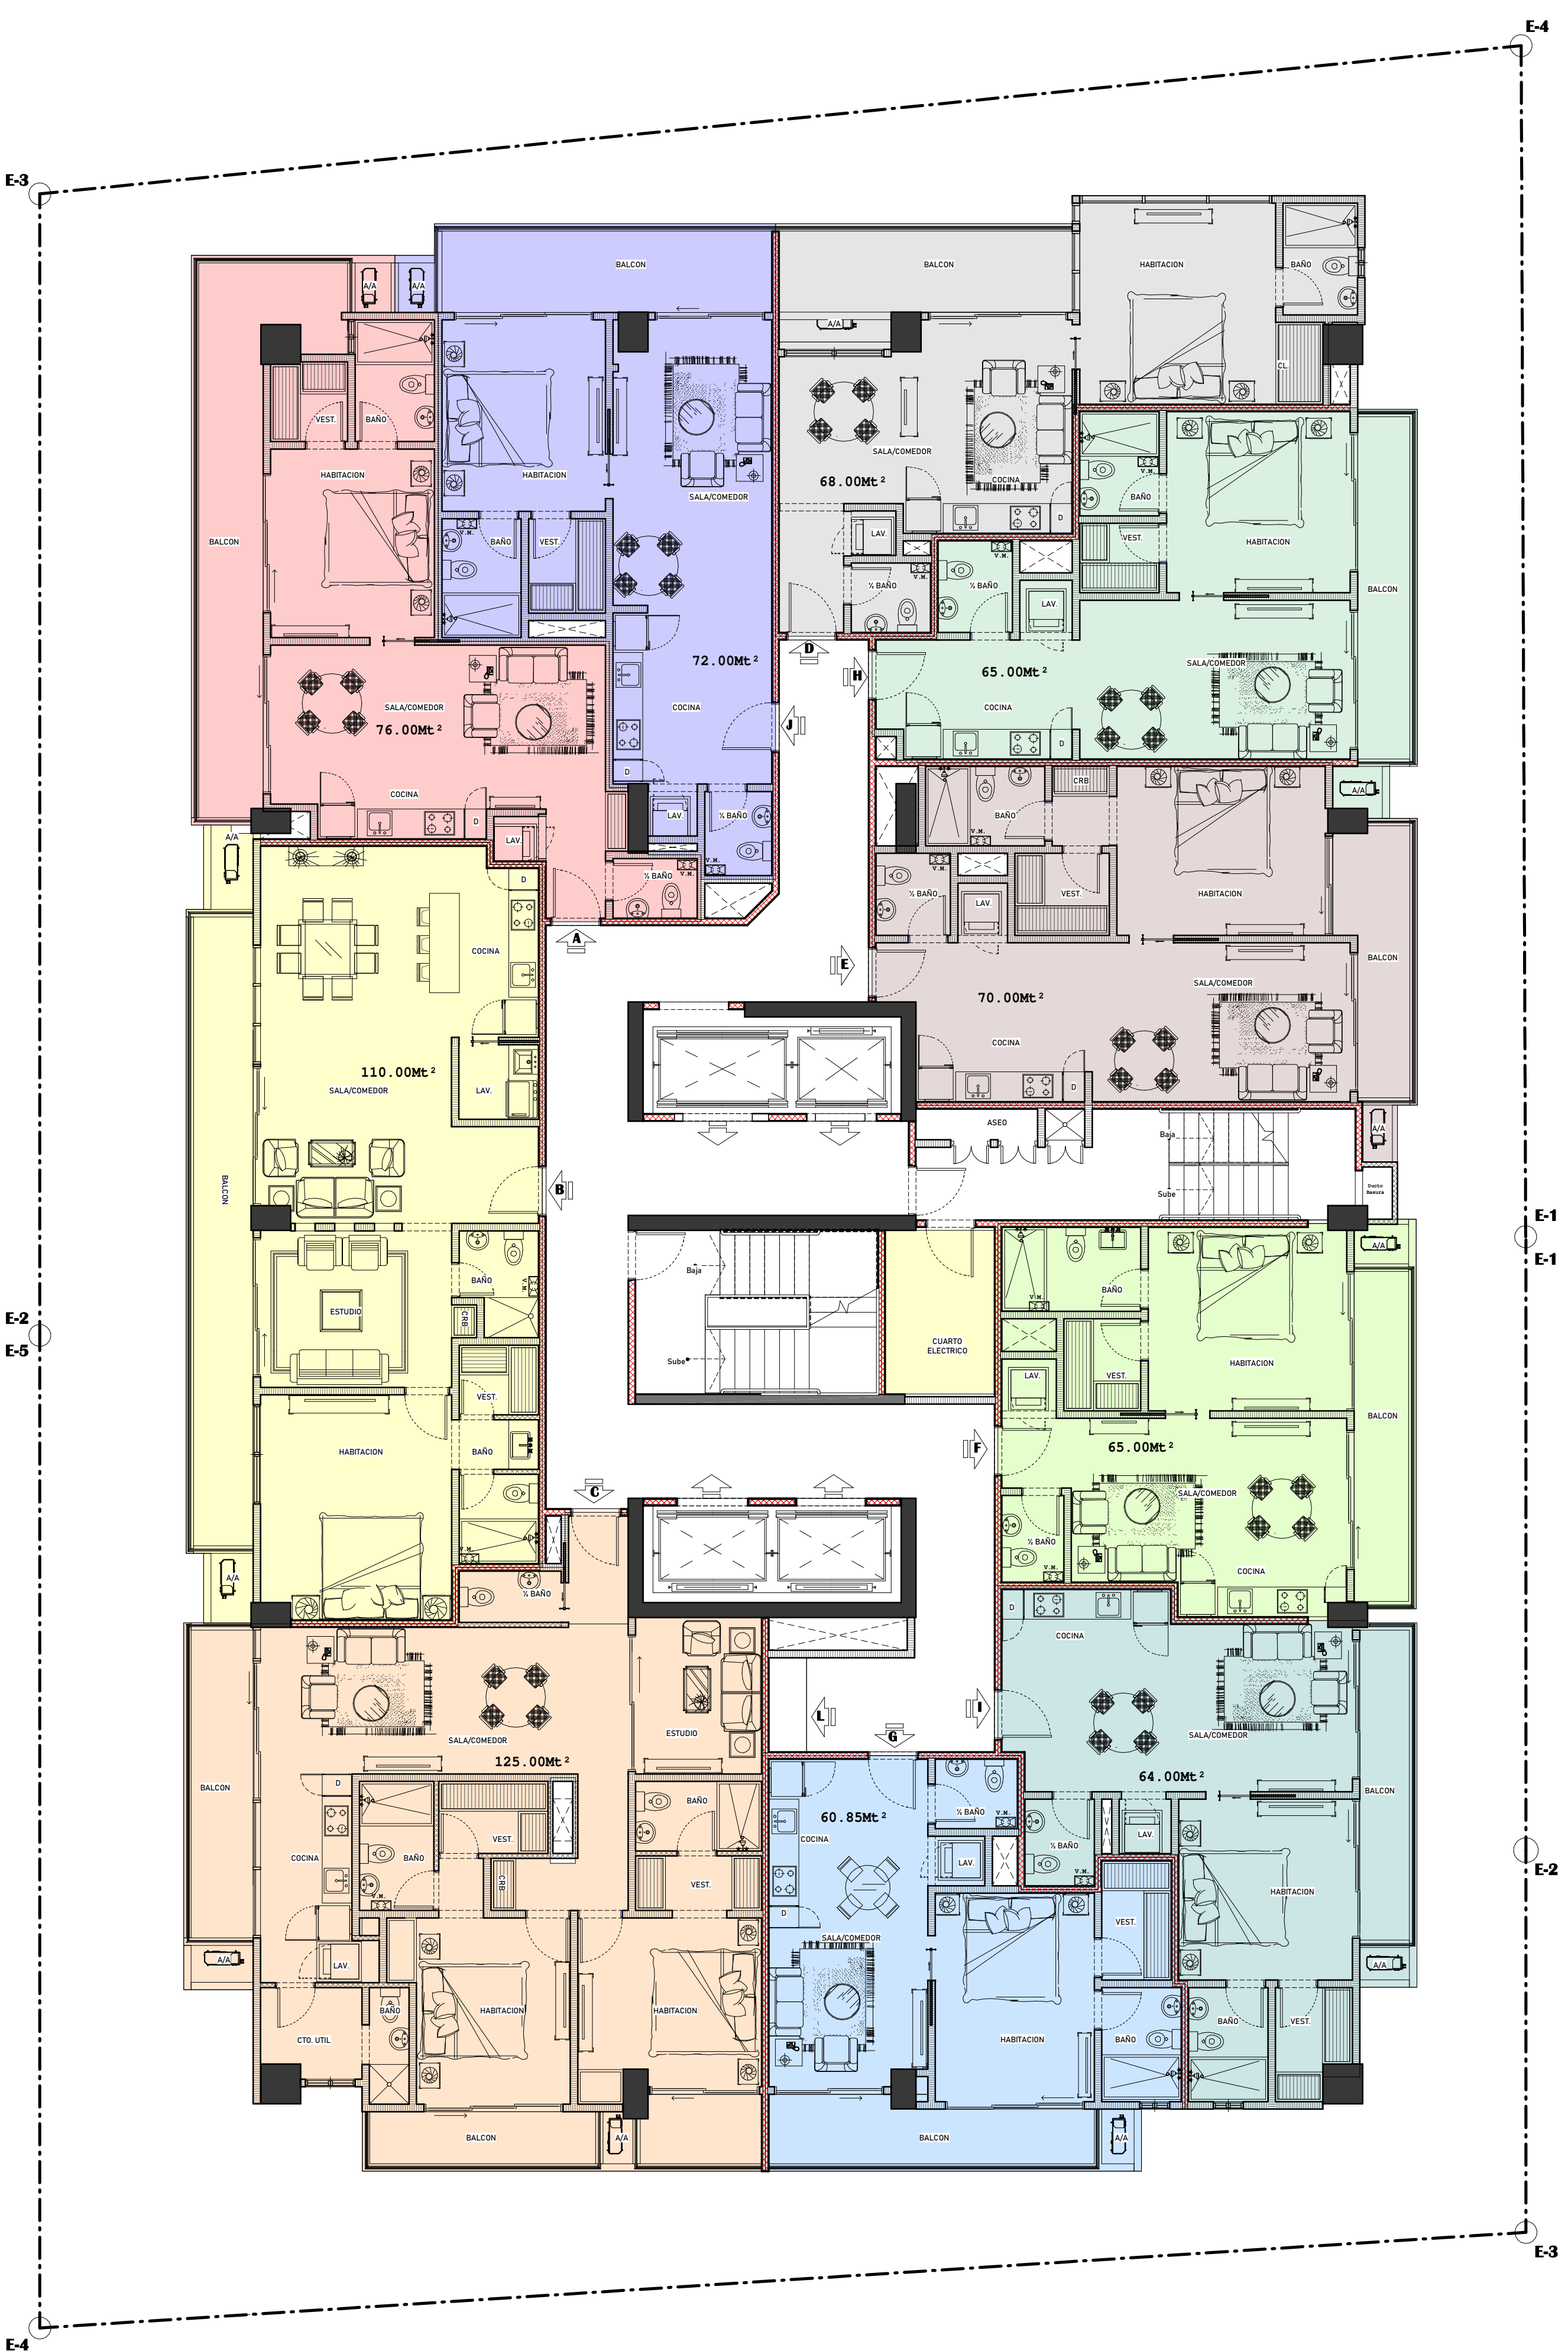 E-4
E-3
BALCON
BALCON
HABITACION
BAÑO
A/A
A/A
A/A
CL.
VEST.
BAÑO
HABITACION
HABITACION
SALA/COMEDOR
SALA/COMEDOR
68.00Mt²
COCINA
V.M.
BAÑO
D
BALCON
V.M.
BAÑO
VEST.
LAV.
VEST.
HABITACION
V.M.
V.M.
½ BAÑO
½ BAÑO
BALCON
LAV.
D
72.00Mt²
SALA/COMEDOR
H
65.00Mt²
SALA/COMEDOR
76.00Mt²
COCINA
COCINA
J
D
D
COCINA
CRB
A/A
D
LAV.
½ BAÑO
BAÑO
V.M.
A/A
LAV.
V.M.
V.M.
½ BAÑO
V.M.
½ BAÑO
LAV.
VEST.
HABITACION
D
A
COCINA
E
BALCON
SALA/COMEDOR
70.00Mt²
COCINA
110.00Mt²
SALA/COMEDOR
LAV.
D
ASEO
A/A
Baja
BALCON
B
Sube
Ducto
Basura
E-1
A/A
E-1
BAÑO
V.M.
Baja
BAÑO
V.M.
ESTUDIO
CRB
E-2
E-5
CUARTO
ELECTRICO
Sube
HABITACION
LAV.
VEST.
VEST.
BALCON
HABITACION
BAÑO
F
65.00Mt²
C
SALA/COMEDOR
V.M.
½ BAÑO
V.M.
COCINA
A/A
½ BAÑO
D
COCINA
L
I
ESTUDIO
SALA/COMEDOR
G
SALA/COMEDOR
125.00Mt²
64.00Mt²
BALCON
D
BAÑO
60.85Mt²
½ BAÑO
V.M.
BALCON
COCINA
VEST.
LAV.
½ BAÑO
LAV.
E-2
COCINA
BAÑO
CRB
VEST.
V.M.
V.M.
HABITACION
D
VEST.
SALA/COMEDOR
A/A
LAV.
A/A
BAÑO
HABITACION
HABITACION
CTO. UTIL
HABITACION
BAÑO
BAÑO
VEST.
BALCON
A/A
BALCON
A/A
E-3
E-4